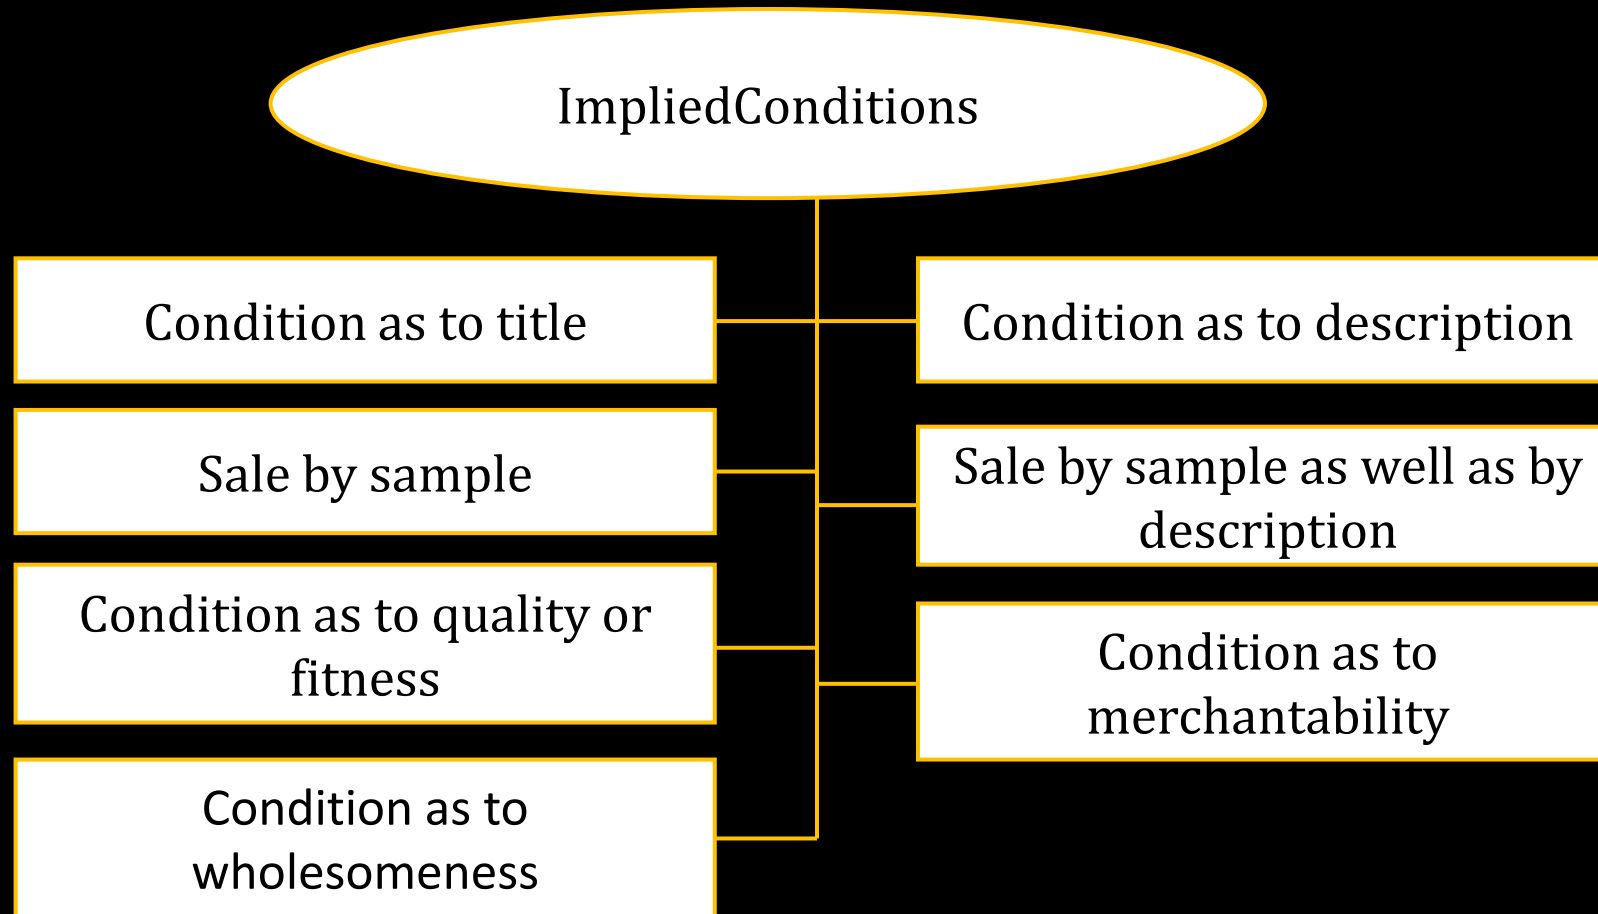 ImpliedConditions
Condition as to title
Condition as to description
Sale by sample
Sale by sample as well as by
description
Condition as to quality or
fitness
Condition as to
merchantability
Condition as to
wholesomeness